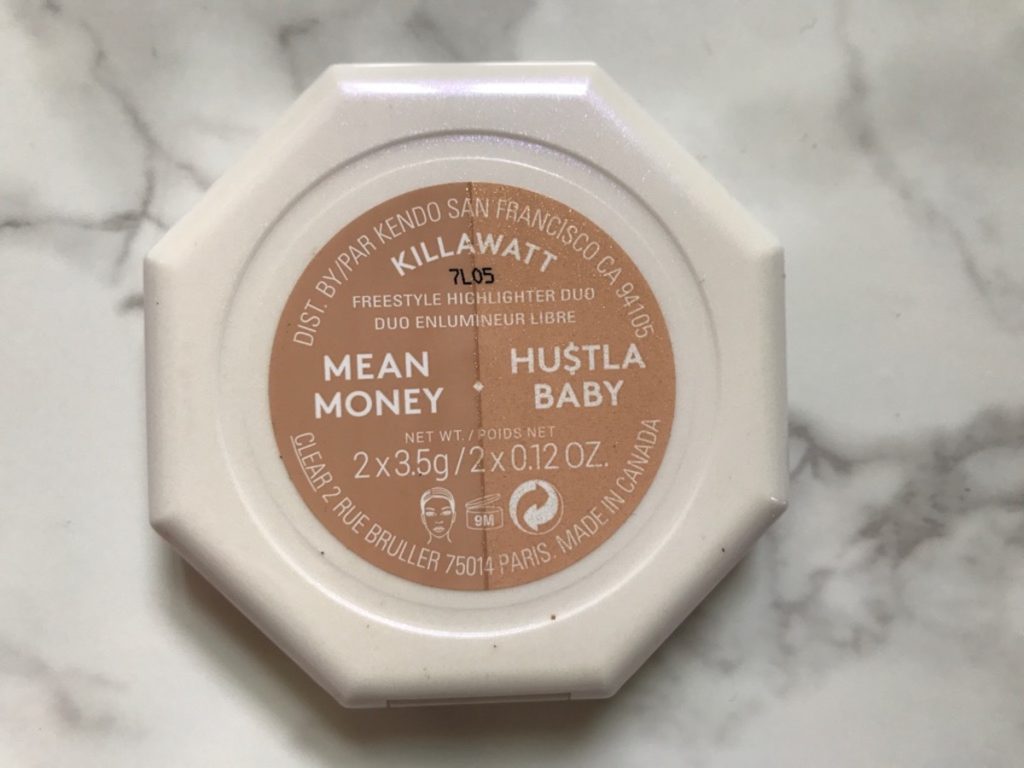 DIST. BY/PAR KENDO SAN FRANCISCO CA 94105
KILLAWATT
7L05
FREESTYLE HIGHLIGHTER DUO
DUO ENLUMINEUR LIBRE
MEAN MONEY
HU$TLA BABY
NET WT. / POIDS NET
2 x 3.5g / 2 x 0.12 OZ.
9M
CLEAR 2 RUE BRULLER 75014 PARIS. MADE IN CANADA